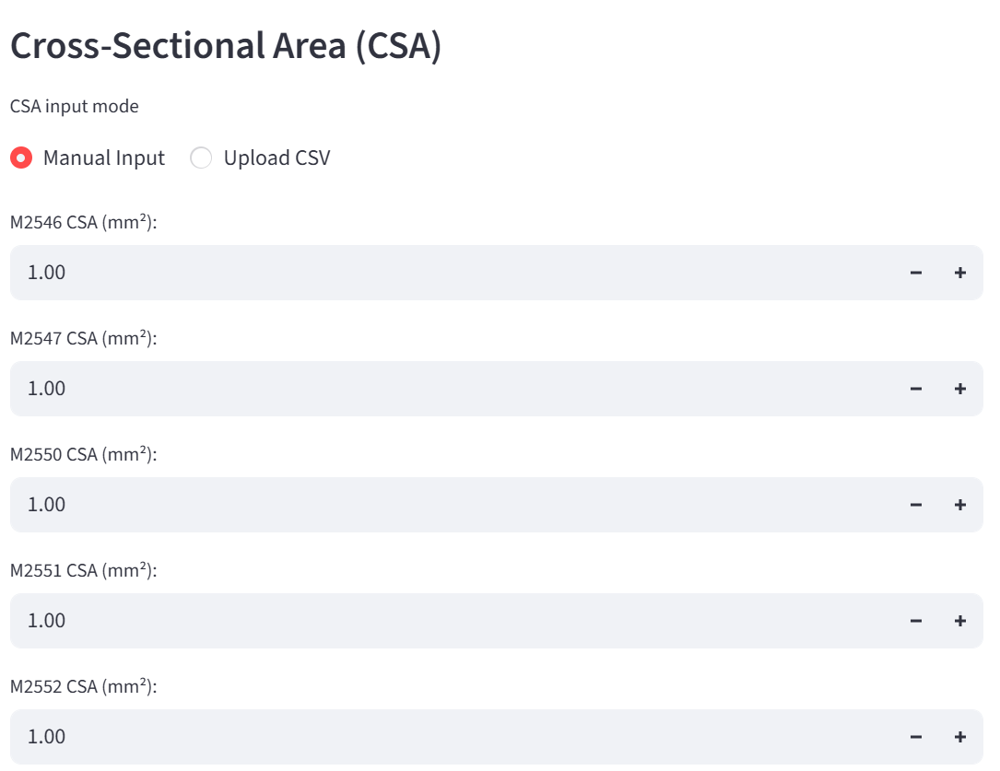 Cross-Sectional Area (CSA)
CSA input mode
Manual Input Upload CSV
M2546 CSA (mm²):
1.00 − +
M2547 CSA (mm²):
1.00 − +
M2550 CSA (mm²):
1.00 − +
M2551 CSA (mm²):
1.00 − +
M2552 CSA (mm²):
1.00 − +